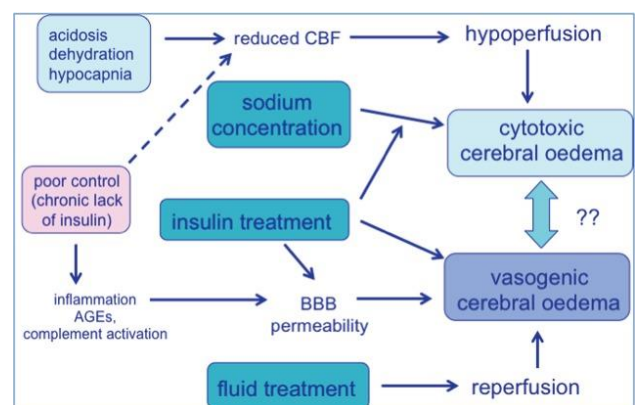 acidosis
dehydration
hypocapnia
reduced CBF
hypoperfusion
sodium
concentration
cytotoxic
cerebral oedema
poor control
(chronic lack
of insulin)
insulin treatment
??
vasogenic
cerebral oedema
inflammation
AGEs,
complement activation
BBB
permeability
fluid treatment
reperfusion